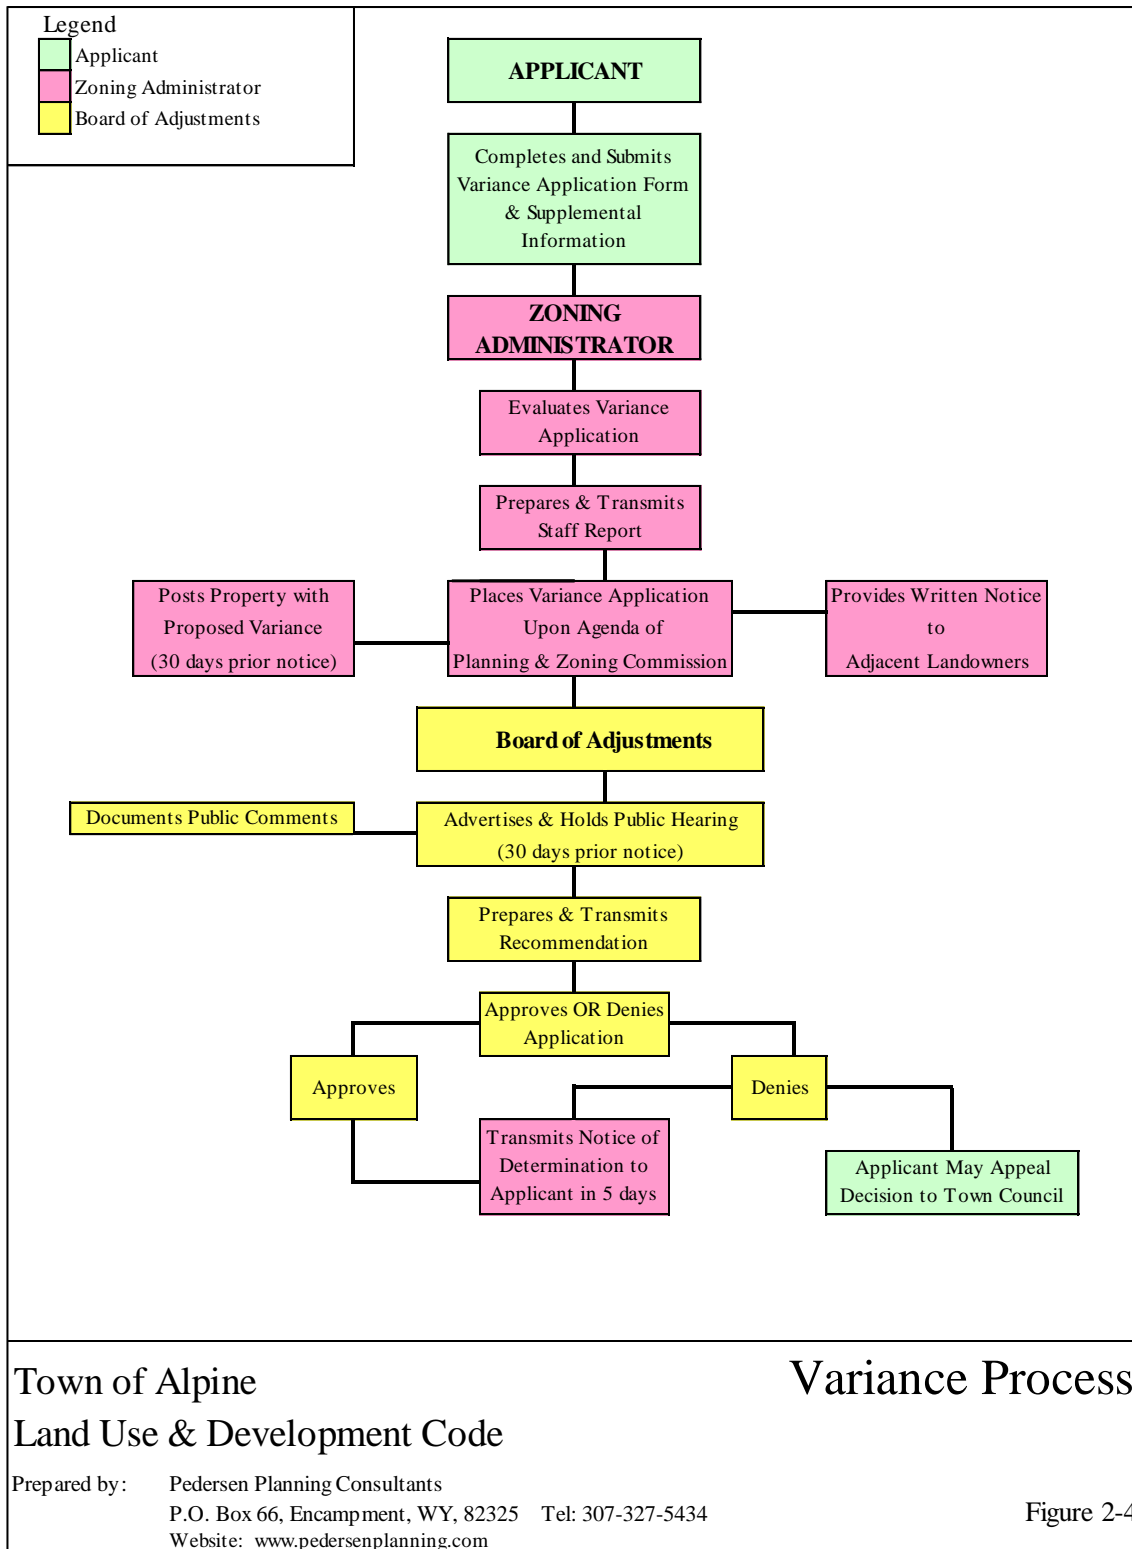 Legend
Applicant
Zoning Administrator
Board of Adjustments
APPLICANT
Completes and Submits
Variance Application Form
& Supplemental
Information
ZONING
ADMINISTRATOR
Evaluates Variance
Application
Prepares & Transmits
Staff Report
Posts Property with
Proposed Variance
(30 days prior notice)
Places Variance Application
Upon Agenda of
Planning & Zoning Commission
Provides Written Notice
to
Adjacent Landowners
Board of Adjustments
Documents Public Comments
Advertises & Holds Public Hearing
(30 days prior notice)
Prepares & Transmits
Recommendation
Approves OR Denies
Application
Approves
Denies
Transmits Notice of
Determination to
Applicant in 5 days
Applicant May Appeal
Decision to Town Council
Town of Alpine
Land Use & Development Code
Variance Process
Prepared by: Pedersen Planning Consultants
P.O. Box 66, Encampment, WY, 82325 Tel: 307-327-5434
Website: www.pedersenplanning.com
Figure 2-4